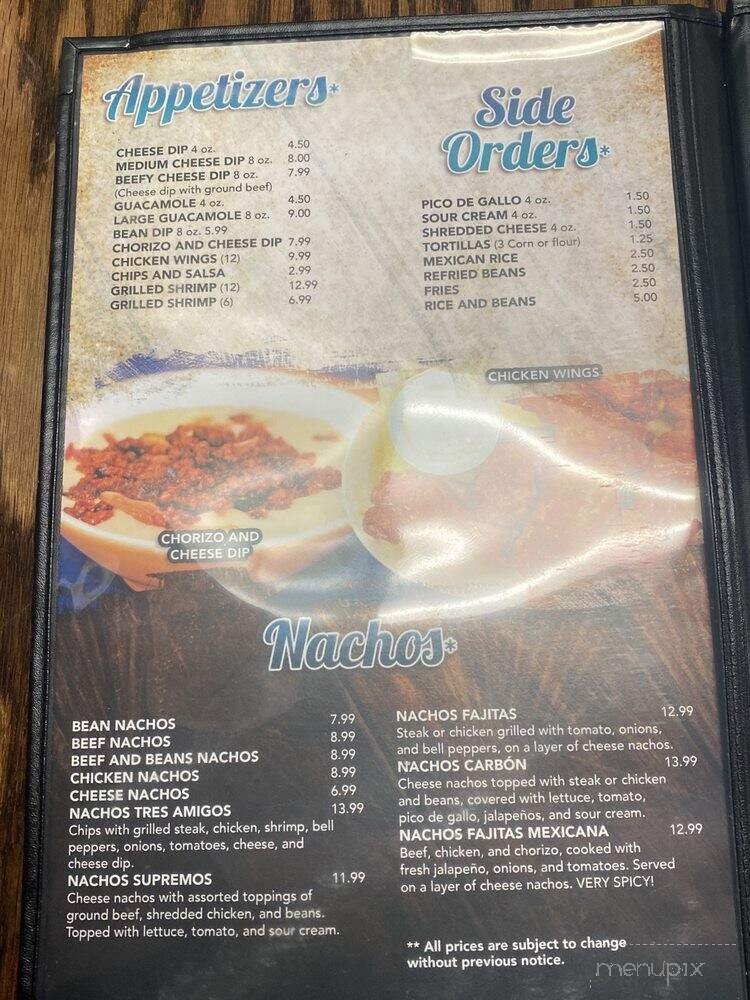 Appetizers*
CHEESE DIP 4 oz. 4.50
MEDIUM CHEESE DIP 8 oz. 8.00
BEEFY CHEESE DIP 8 oz. 7.99
(Cheese dip with ground beef)
GUACAMOLE 4 oz. 4.50
LARGE GUACAMOLE 8 oz. 9.00
BEAN DIP 8 oz. 5.99
CHORIZO AND CHEESE DIP 7.99
CHICKEN WINGS (12) 9.99
CHIPS AND SALSA 2.99
GRILLED SHRIMP (12) 12.99
GRILLED SHRIMP (6) 6.99
Side
Orders*
PICO DE GALLO 4 oz. 1.50
SOUR CREAM 4 oz. 1.50
SHREDDED CHEESE 4 oz. 1.50
TORTILLAS (3 Corn or flour) 1.25
MEXICAN RICE 2.50
REFRIED BEANS 2.50
FRIES 2.50
RICE AND BEANS 5.00
CHICKEN WINGS
CHORIZO AND
CHEESE DIP
Nachos*
BEAN NACHOS 7.99
BEEF NACHOS 8.99
BEEF AND BEANS NACHOS 8.99
CHICKEN NACHOS 8.99
CHEESE NACHOS 6.99
NACHOS TRES AMIGOS 13.99
Chips with grilled steak, chicken, shrimp, bell
peppers, onions, tomatoes, cheese, and
cheese dip.
NACHOS SUPREMOS 11.99
Cheese nachos with assorted toppings of
ground beef, shredded chicken, and beans.
Topped with lettuce, tomato, and sour cream.
NACHOS FAJITAS 12.99
Steak or chicken grilled with tomato, onions,
and bell peppers, on a layer of cheese nachos.
NACHOS CARBÓN 13.99
Cheese nachos topped with steak or chicken
and beans, covered with lettuce, tomato,
pico de gallo, jalapeños, and sour cream.
NACHOS FAJITAS MEXICANA 12.99
Beef, chicken, and chorizo, cooked with
fresh jalapeño, onions, and tomatoes. Served
on a layer of cheese nachos. VERY SPICY!
** All prices are subject to change
without previous notice.
menupix